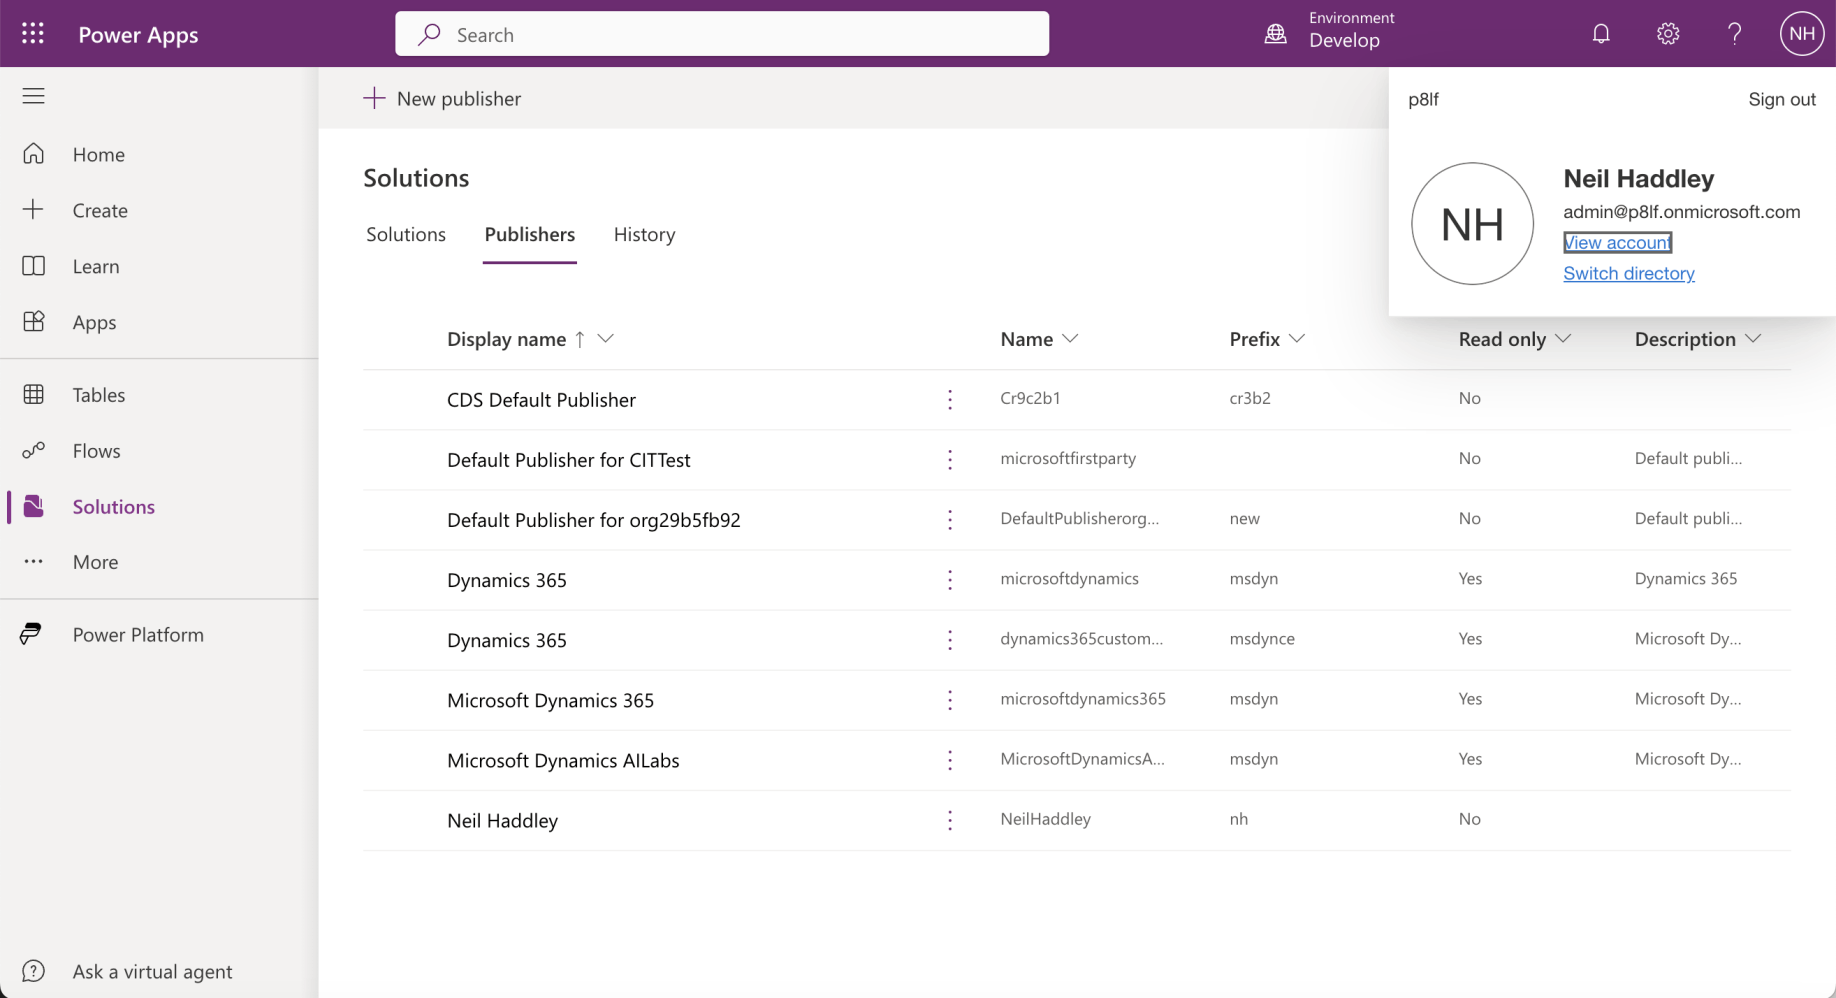 Power Apps
Search
Environment
Develop
NH
New publisher
p8lf
Sign out
NH
Neil Haddley
admin@p8lf.onmicrosoft.com
View account
Switch directory
Home
Create
Learn
Apps
Tables
Flows
Solutions
More
Power Platform
Ask a virtual agent
Solutions
Solutions Publishers History
Display name ↑ Name Prefix Read only Description
CDS Default Publisher Cr9c2b1 cr3b2 No
Default Publisher for CITTest microsoftfirstparty No Default publi...
Default Publisher for org29b5fb92 DefaultPublisherorg... new No Default publi...
Dynamics 365 microsoftdynamics msdyn Yes Dynamics 365
Dynamics 365 dynamics365custom... msdynce Yes Microsoft Dy...
Microsoft Dynamics 365 microsoftdynamics365 msdyn Yes Microsoft Dy...
Microsoft Dynamics AILabs MicrosoftDynamicsA... msdyn Yes Microsoft Dy...
Neil Haddley NeilHaddley nh No